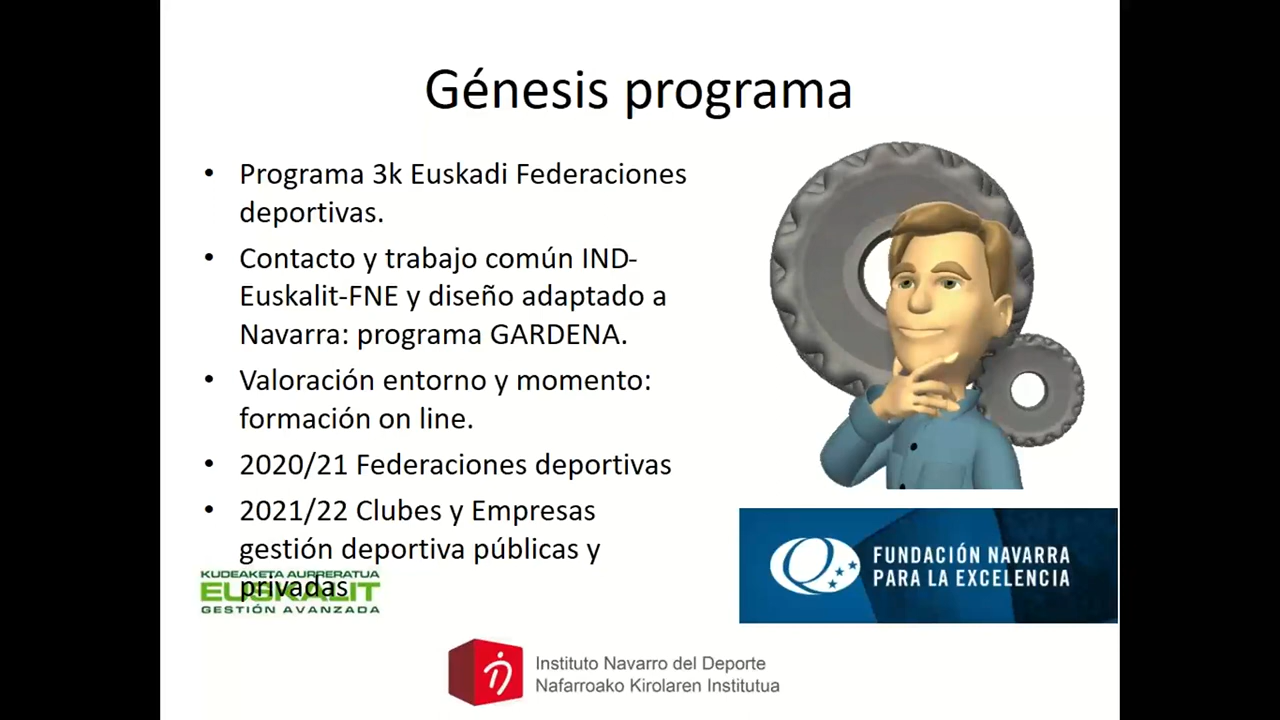 Génesis programa
• Programa 3k Euskadi Federaciones
deportivas.
• Contacto y trabajo común IND-
Euskalit-FNE y diseño adaptado a
Navarra: programa GARDENA.
• Valoración entorno y momento:
formación on line.
• 2020/21 Federaciones deportivas
• 2021/22 Clubes y Empresas
gestión deportiva públicas y
privadas
KUDEAKETA AURRERATUA
EUSKALIT
GESTIÓN AVANZADA
FUNDACIÓN NAVARRA
PARA LA EXCELENCIA
Instituto Navarro del Deporte
Nafarroako Kirolaren Institutua